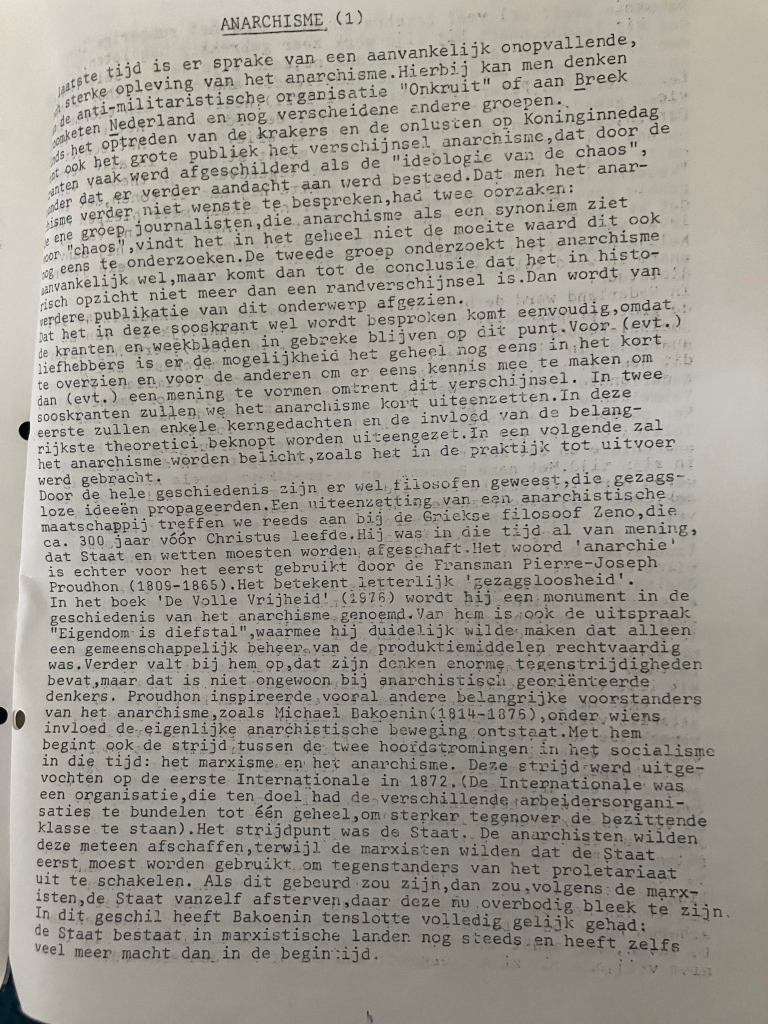 ANARCHISME (1)
laatste tijd is er sprake van een aanvankelijk onopvallende,
sterke opleving van het anarchisme.Hierbij kan men denken
de anti-militaristische organisatie "Onkruit" of aan Breek
Nederland en nog verscheidene andere groepen.
het optreden van de krakers en de onlusten op Koninginnedag
ook het grote publiek het verschijnsel anarchisme,dat door de
vaak werd afgeschilderd als de "ideologie van de chaos",
dat er verder aandacht aan werd besteed.Dat men het anar-
isme verder niet wenste te bespreken,had twee oorzaken:
ene groep journalisten,die anarchisme als een synoniem ziet
voor "chaos",vindt het in het geheel niet de moeite waard dit ook
nog eens te onderzoeken.De tweede groep onderzoekt het anarchisme
aanvankelijk wel,maar komt dan tot de conclusie dat het in histo-
risch opzicht niet meer dan een randverschijnsel is.Dan wordt van
verdere publikatie van dit onderwerp afgezien.
Dat het in deze sooskrant wel wordt besproken komt eenvoudig,omdat
de kranten en weekbladen in gebreke blijven op dit punt.Voor (evt.)
liefhebbers is er de mogelijkheid het geheel nog eens in het kort
te overzien en voor de anderen om er eens kennis mee te maken om
dan (evt.) een mening te vormen omtrent dit verschijnsel. In twee
sooskranten zullen we het anarchisme kort uiteenzetten.In deze
eerste zullen enkele kerngedachten en de invloed van de belang-
rijkste theoretici beknopt worden uiteengezet.In een volgende zal
het anarchisme worden belicht,zoals het in de praktijk tot uitvoer
werd gebracht.
Door de hele geschiedenis zijn er wel filosofen geweest,die gezags-
loze ideeën propageerden.Een uiteenzetting van een anarchistische
maatschappij treffen we reeds aan bij de Griekse filosoof Zeno,die
ca. 300 jaar vóór Christus leefde.Hij was in die tijd al van mening,
dat Staat en wetten moesten worden afgeschaft.Het woord 'anarchie'
is echter voor het eerst gebruikt door de Fransman Pierre-Joseph
Proudhon (1809-1865).Het betekent letterlijk 'gezagsloosheid'.
In het boek 'De Volle Vrijheid' (1976) wordt hij een monument in de
geschiedenis van het anarchisme genoemd.Van hem is ook de uitspraak
"Eigendom is diefstal",waarmee hij duidelijk wilde maken dat alleen
een gemeenschappelijk beheer van de produktiemiddelen rechtvaardig
was.Verder valt bij hem op,dat zijn denken enorme tegenstrijdigheden
bevat,maar dat is niet ongewoon bij anarchistisch georiënteerde
denkers. Proudhon inspireerde vooral andere belangrijke voorstanders
van het anarchisme,zoals Michael Bakoenin(1814-1876),onder wiens
invloed de eigenlijke anarchistische beweging ontstaat.Met hem
begint ook de strijd tussen de twee hoofdstromingen in het socialisme
in die tijd: het marxisme en het anarchisme. Deze strijd werd uitge-
vochten op de eerste Internationale in 1872.(De Internationale was
een organisatie,die ten doel had de verschillende arbeidersorgani-
saties te bundelen tot één geheel,om sterker tegenover de bezittende
klasse te staan).Het strijdpunt was de Staat. De anarchisten wilden
deze meteen afschaffen,terwijl de marxisten wilden dat de Staat
eerst moest worden gebruikt om tegenstanders van het proletariaat
uit te schakelen. Als dit gebeurd zou zijn,dan zou,volgens de marx-
isten,de Staat vanzelf afsterven,daar deze nu overbodig bleek te zijn.
In dit geschil heeft Bakoenin tenslotte volledig gelijk gehad:
de Staat bestaat in marxistische landen nog steeds en heeft zelfs
veel meer macht dan in de begintijd.